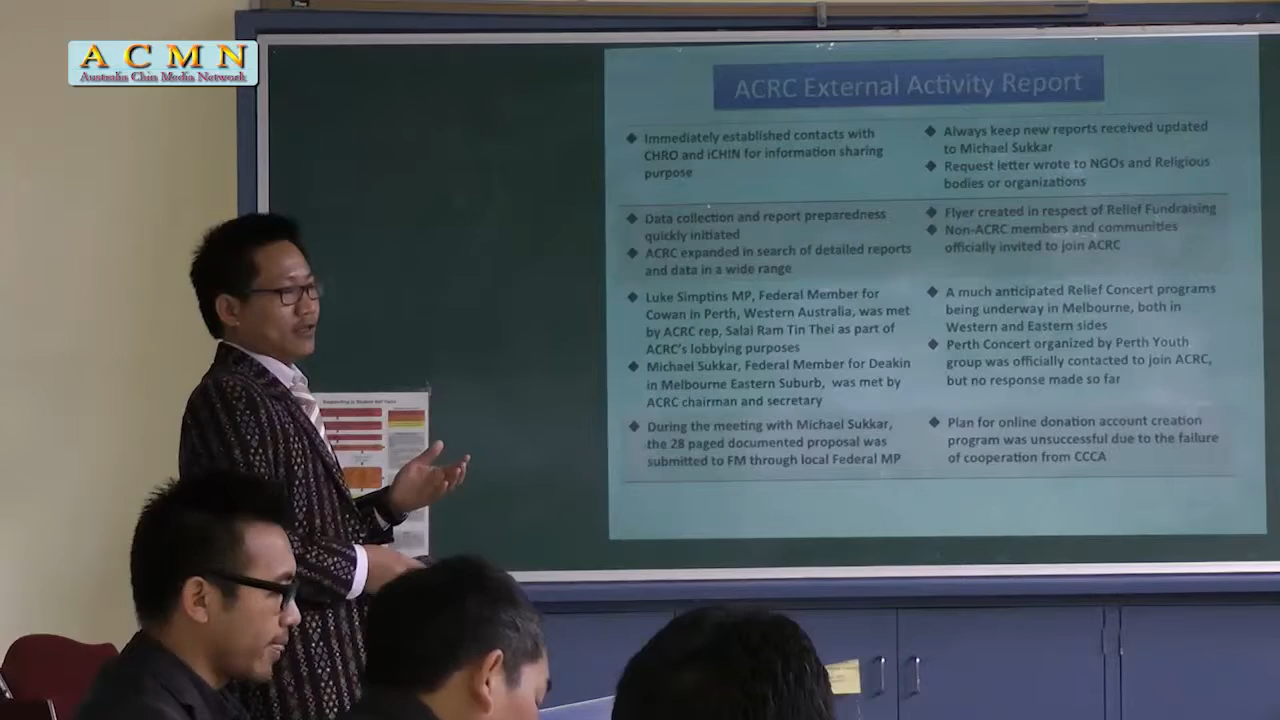 A C M N
Australia Chin Media Network
ACRC External Activity Report
Immediately established contacts with
CHRO and iCHIN for information sharing
purpose
Always keep new reports received updated
to Michael Sukkar
Request letter wrote to NGOs and Religious
bodies or organizations
Data collection and report preparedness
quickly initiated
ACRC expanded in search of detailed reports
and data in a wide range
Flyer created in respect of Relief Fundraising
Non-ACRC members and communities
officially invited to join ACRC
Luke Simptins MP, Federal Member for
Cowan in Perth, Western Australia, was met
by ACRC rep, Salai Ram Tin Thei as part of
ACRC's lobbying purposes
Michael Sukkar, Federal Member for Deakin
in Melbourne Eastern Suburb, was met by
ACRC chairman and secretary
A much anticipated Relief Concert programs
being underway in Melbourne, both in
Western and Eastern sides
Perth Concert organized by Perth Youth
group was officially contacted to join ACRC,
but no response made so far
During the meeting with Michael Sukkar,
the 28 paged documented proposal was
submitted to FM through local Federal MP
Plan for online donation account creation
program was unsuccessful due to the failure
of cooperation from CCCA